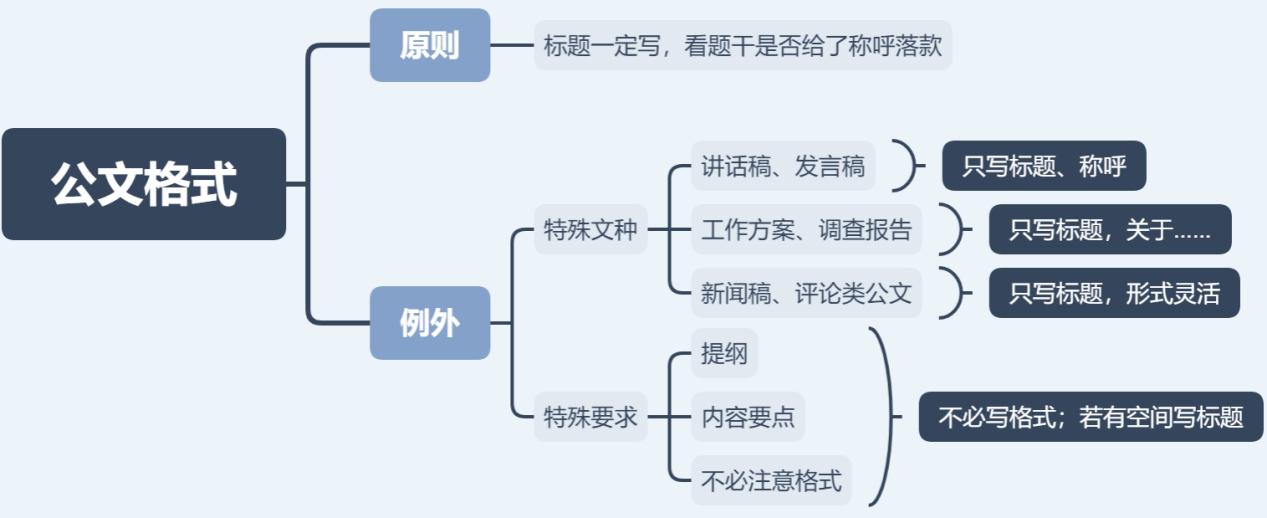 公文格式
原则
标题一定写，看题干是否给了称呼落款
例外
特殊文种
讲话稿、发言稿
只写标题、称呼
工作方案、调查报告
只写标题，关于......
新闻稿、评论类公文
只写标题，形式灵活
特殊要求
提纲
内容要点
不必注意格式
不必写格式；若有空间写标题